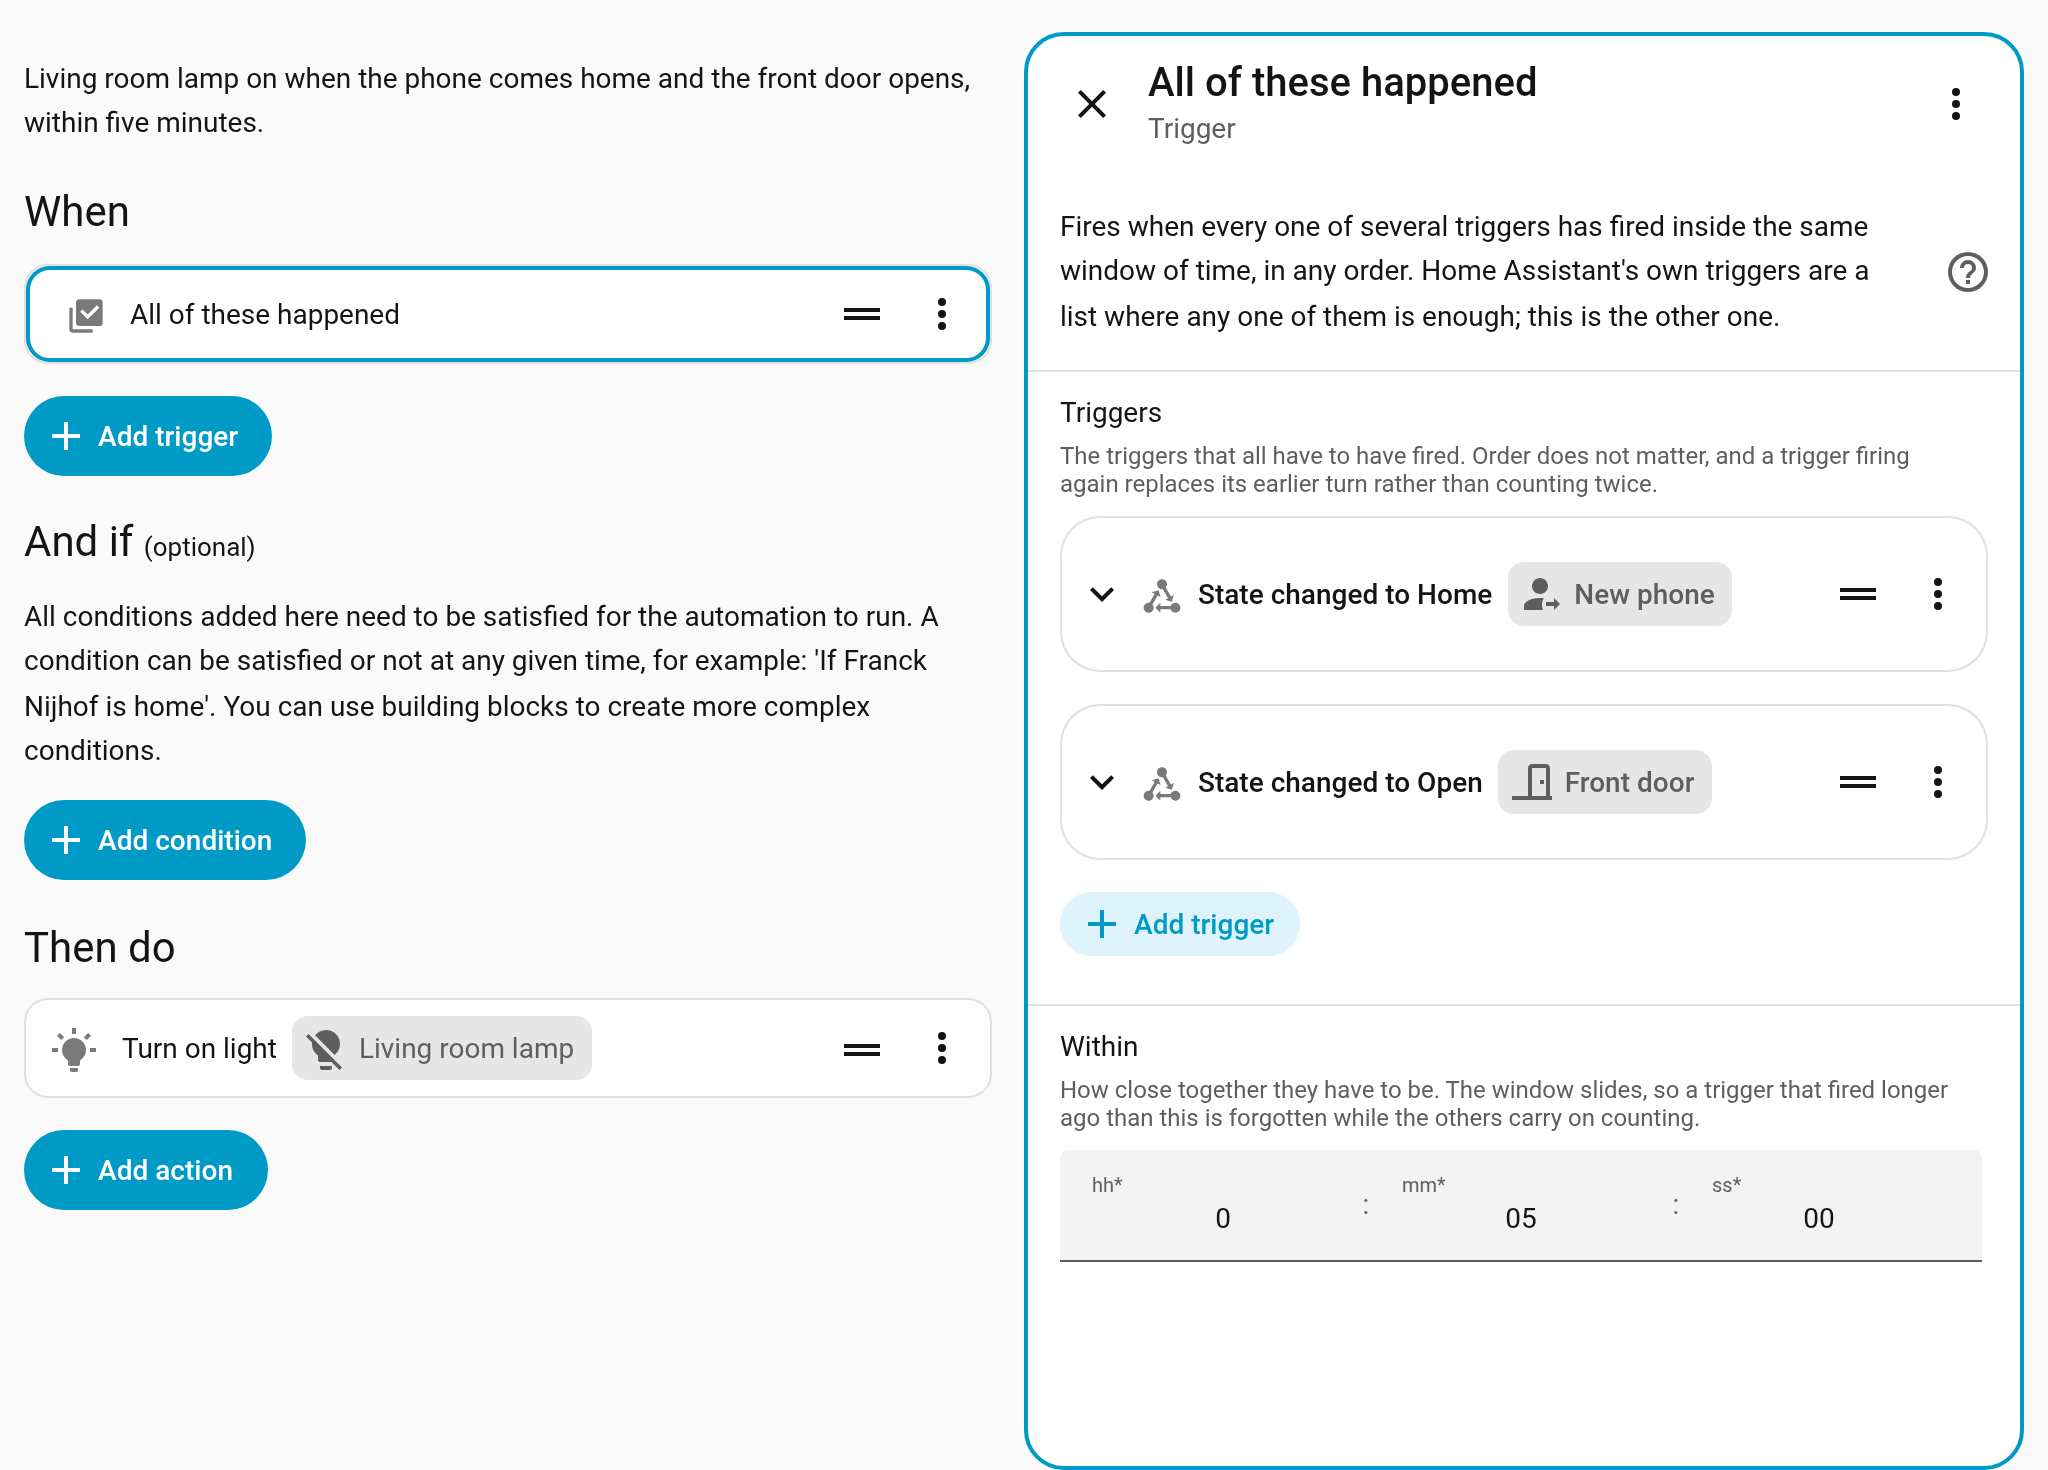 Living room lamp on when the phone comes home and the front door opens,
within five minutes.
When
All of these happened
Add trigger
And if (optional)
All conditions added here need to be satisfied for the automation to run. A
condition can be satisfied or not at any given time, for example: 'If Franck
Nijhof is home'. You can use building blocks to create more complex
conditions.
Add condition
Then do
Turn on light Living room lamp
Add action
All of these happened
Trigger
Fires when every one of several triggers has fired inside the same
window of time, in any order. Home Assistant's own triggers are a
list where any one of them is enough; this is the other one.
Triggers
The triggers that all have to have fired. Order does not matter, and a trigger firing
again replaces its earlier turn rather than counting twice.
State changed to Home New phone
State changed to Open Front door
Add trigger
Within
How close together they have to be. The window slides, so a trigger that fired longer
ago than this is forgotten while the others carry on counting.
hh* mm* ss*
0 : 05 : 00